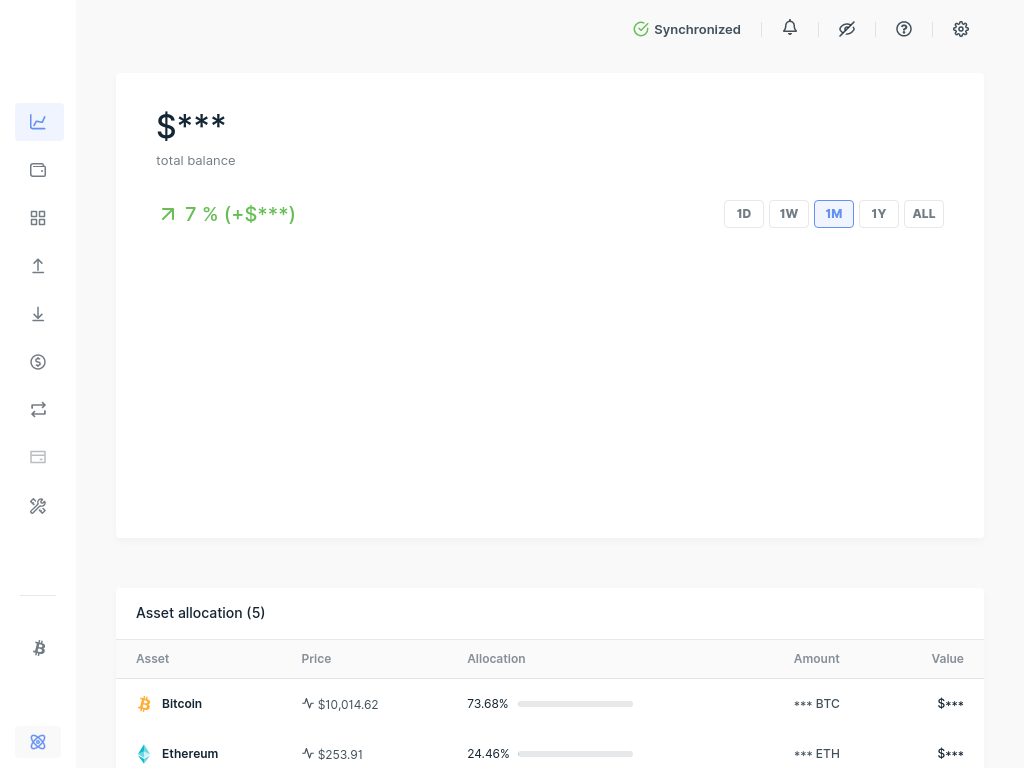 Synchronized
$***
total balance
7 % (+$***)
1D 1W 1M 1Y ALL
Asset allocation (5)
Asset Price Allocation Amount Value
Bitcoin $10,014.62 73.68% *** BTC $***
Ethereum $253.91 24.46% *** ETH $***